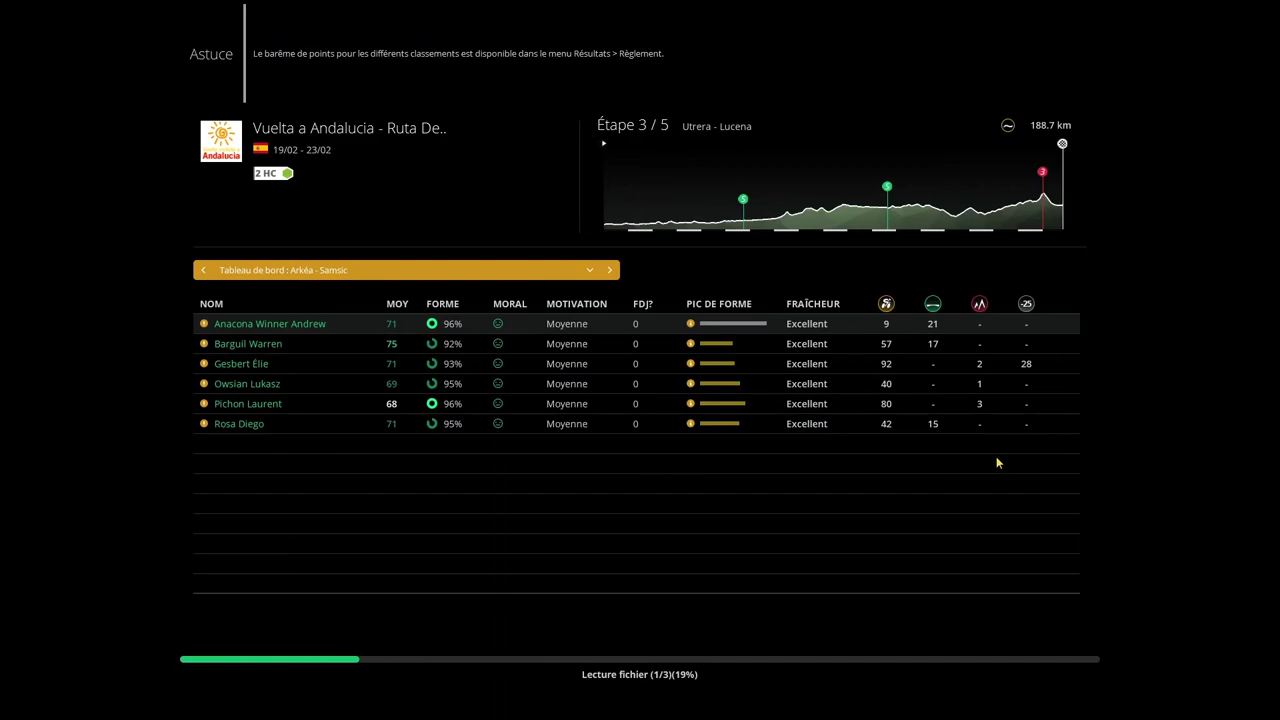 Astuce
Le barême de points pour les différents classements est disponible dans le menu Résultats > Règlement.
Andalucia
Vuelta a Andalucia - Ruta De..
19/02 - 23/02
2 HC
Étape 3 / 5 Utrera - Lucena 188.7 km
S S 3
Tableau de bord : Arkéa - Samsic
NOM MOY FORME MORAL MOTIVATION FDJ? PIC DE FORME FRAÎCHEUR -25
Anacona Winner Andrew 71 96% Moyenne 0 Excellent 9 21 - -
Barguil Warren 75 92% Moyenne 0 Excellent 57 17 - -
Gesbert Élie 71 93% Moyenne 0 Excellent 92 - 2 28
Owsian Lukasz 69 95% Moyenne 0 Excellent 40 - 1 -
Pichon Laurent 68 96% Moyenne 0 Excellent 80 - 3 -
Rosa Diego 71 95% Moyenne 0 Excellent 42 15 - -
Lecture fichier (1/3)(19%)